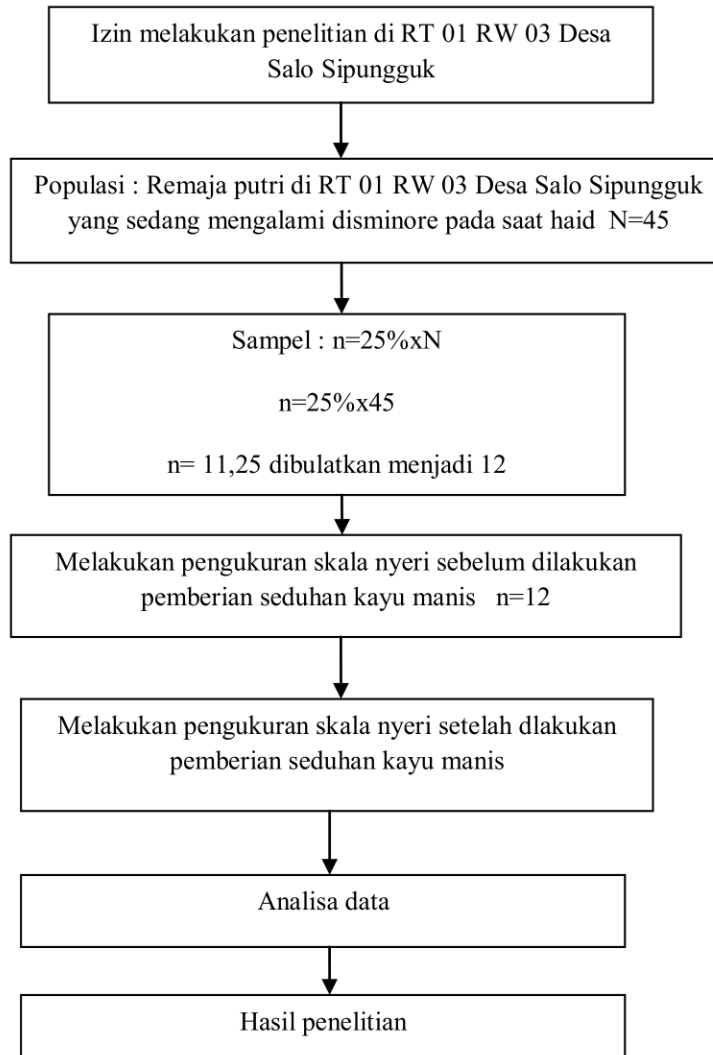 Izin melakukan penelitian di RT 01 RW 03 Desa
Salo Sipungguk
Populasi : Remaja putri di RT 01 RW 03 Desa Salo Sipungguk
yang sedang mengalami disminore pada saat haid N=45
Sampel : n=25%xN
n=25%x45
n= 11,25 dibulatkan menjadi 12
Melakukan pengukuran skala nyeri sebelum dilakukan
pemberian seduhan kayu manis n=12
Melakukan pengukuran skala nyeri setelah dlakukan
pemberian seduhan kayu manis
Analisa data
Hasil penelitian